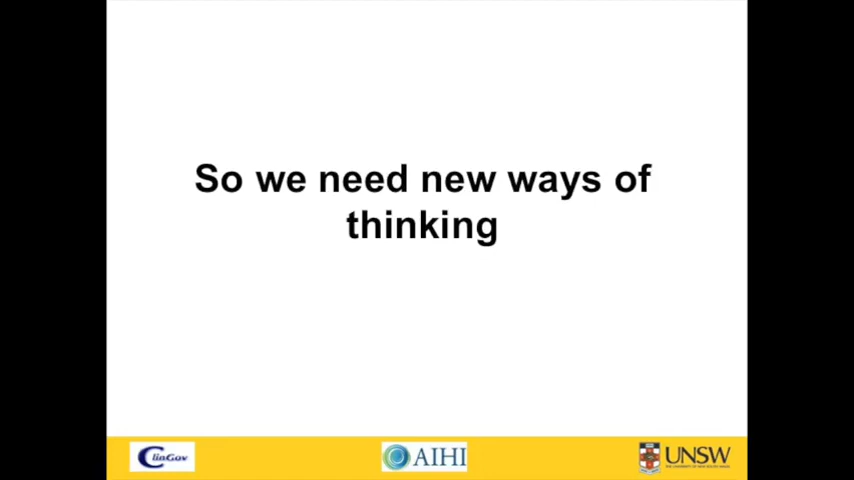 So we need new ways of
thinking
ClinGov
AIHI
UNSW